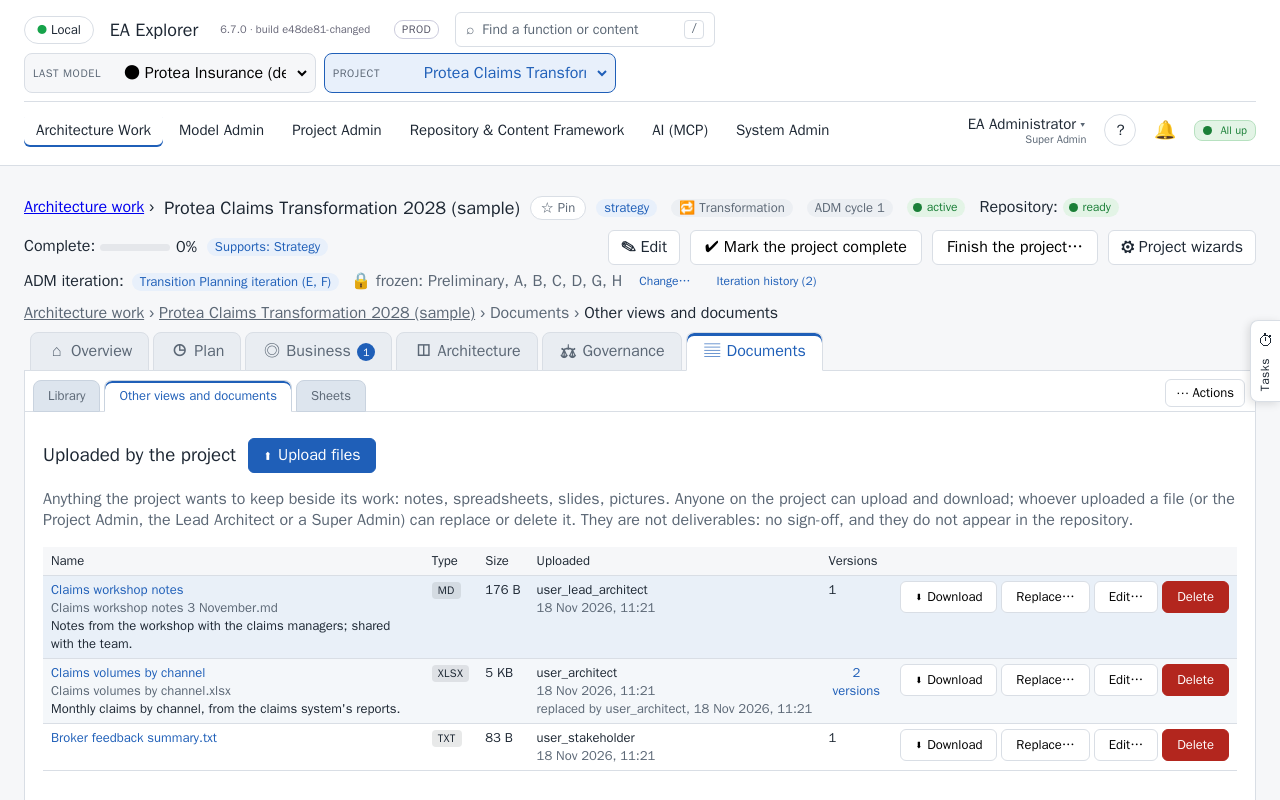 Local
EA Explorer
6.7.0 · build e48de81-changed
PROD
Find a function or content
/
LAST MODEL
Protea Insurance (de
PROJECT
Protea Claims Transfor
Architecture Work
Model Admin
Project Admin
Repository & Content Framework
AI (MCP)
System Admin
EA Administrator
Super Admin
?
All up
Architecture work ›
Protea Claims Transformation 2028 (sample)
☆ Pin
strategy
Transformation
ADM cycle 1
active
Repository:
ready
Complete:
0%
Supports: Strategy
✎ Edit
✔ Mark the project complete
Finish the project…
⚙ Project wizards
ADM iteration:
Transition Planning iteration (E, F)
🔒 frozen: Preliminary, A, B, C, D, G, H
Change…
Iteration history (2)
Architecture work › Protea Claims Transformation 2028 (sample) › Documents › Other views and documents
Overview
Plan
Business 1
Architecture
Governance
Documents
Tasks
Library
Other views and documents
Sheets
… Actions
Uploaded by the project
Upload files
Anything the project wants to keep beside its work: notes, spreadsheets, slides, pictures. Anyone on the project can upload and download; whoever uploaded a file (or the
Project Admin, the Lead Architect or a Super Admin) can replace or delete it. They are not deliverables: no sign-off, and they do not appear in the repository.
Name
Type
Size
Uploaded
Versions
Claims workshop notes
Claims workshop notes 3 November.md
Notes from the workshop with the claims managers; shared
with the team.
MD
176 B
user_lead_architect
18 Nov 2026, 11:21
1
Download
Replace…
Edit…
Delete
Claims volumes by channel
Claims volumes by channel.xlsx
Monthly claims by channel, from the claims system's reports.
XLSX
5 KB
user_architect
18 Nov 2026, 11:21
replaced by user_architect, 18 Nov 2026, 11:21
2
versions
Download
Replace…
Edit…
Delete
Broker feedback summary.txt
TXT
83 B
user_stakeholder
18 Nov 2026, 11:21
1
Download
Replace…
Edit…
Delete